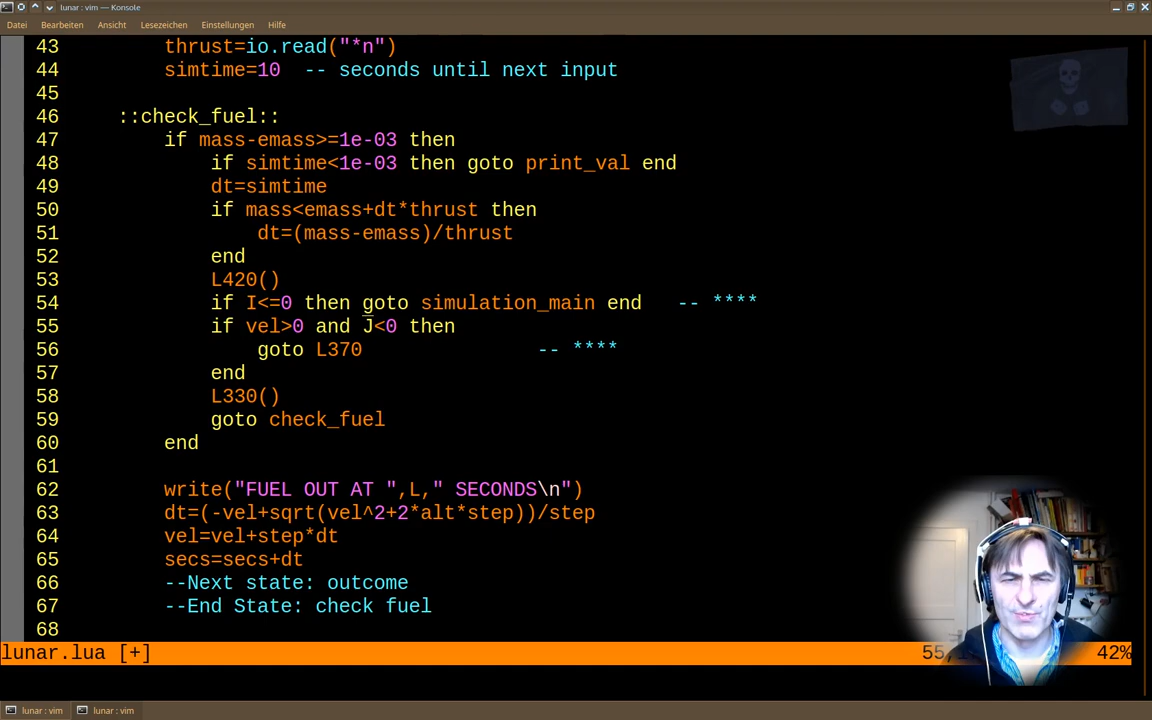 lunar : vim — Konsole
Datei Bearbeiten Ansicht Lesezeichen Einstellungen Hilfe
43 thrust=io.read("*n")
44 simtime=10 -- seconds until next input
45
46 ::check_fuel::
47 if mass-emass>=1e-03 then
48 if simtime<1e-03 then goto print_val end
49 dt=simtime
50 if mass<emass+dt*thrust then
51 dt=(mass-emass)/thrust
52 end
53 L420()
54 if I<=0 then goto simulation_main end -- ****
55 if vel>0 and J<0 then
56 goto L370 -- ****
57 end
58 L330()
59 goto check_fuel
60 end
61
62 write("FUEL OUT AT ",L," SECONDS\n")
63 dt=(-vel+sqrt(vel^2+2*alt*step))/step
64 vel=vel+step*dt
65 secs=secs+dt
66 --Next state: outcome
67 --End State: check fuel
68
lunar.lua [+] 55, 42%
lunar : vim lunar : vim